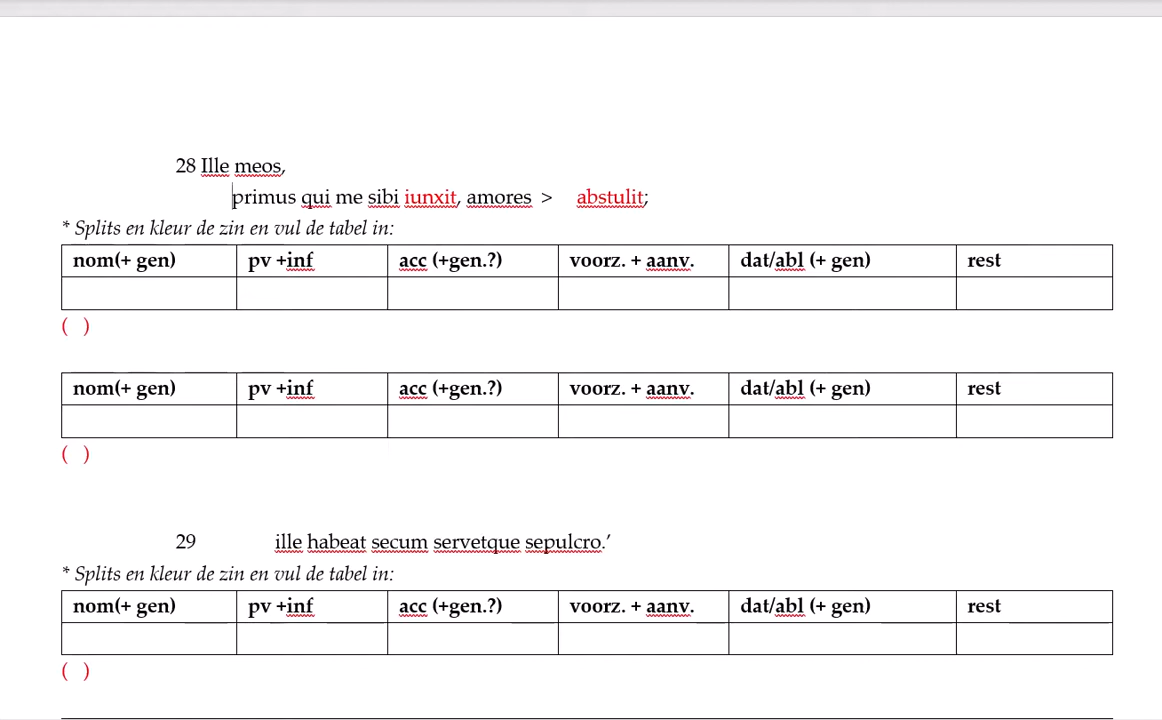 28 Ille meos,
primus qui me sibi iunxit, amores > abstulit;
* Splits en kleur de zin en vul de tabel in:
nom(+ gen) pv +inf acc (+gen.?) voorz. + aanv. dat/abl (+ gen) rest
( )
nom(+ gen) pv +inf acc (+gen.?) voorz. + aanv. dat/abl (+ gen) rest
( )
29 ille habeat secum servetque sepulcro.’
* Splits en kleur de zin en vul de tabel in:
nom(+ gen) pv +inf acc (+gen.?) voorz. + aanv. dat/abl (+ gen) rest
( )